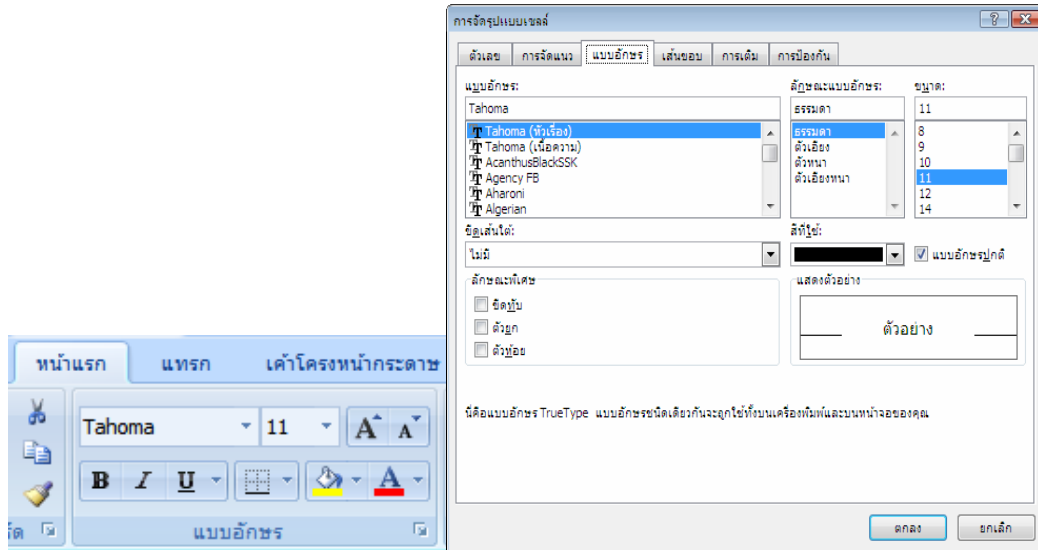 การจัดรูปแบบเซลล์
ตัวเลข การจัดแนว แบบอักษร เส้นขอบ การเติม การป้องกัน
แบบอักษร: ลักษณะแบบอักษร: ขนาด:
Tahoma ธรรมดา 11
Tahoma (หัวเรื่อง) ธรรมดา 8
Tahoma (เนื้อความ) ตัวเอียง 9
AcanthusBlackSSK ตัวหนา 10
Agency FB ตัวเอียงหนา 11
Aharoni 12
Algerian 14
ขีดเส้นใต้: สีที่ใช้:
ไม่มี แบบอักษรปกติ
ลักษณะพิเศษ แสดงตัวอย่าง
ขีดทับ
ตัวยก ตัวอย่าง
ตัวห้อย
นี่คือแบบอักษร TrueType แบบอักษรชนิดเดียวกันจะถูกใช้ทั้งบนเครื่องพิมพ์และบนหน้าจอของคุณ
ตกลง ยกเลิก
หน้าแรก แทรก เค้าโครงหน้ากระดาษ
Tahoma 11 A A
B I U A
แบบอักษร